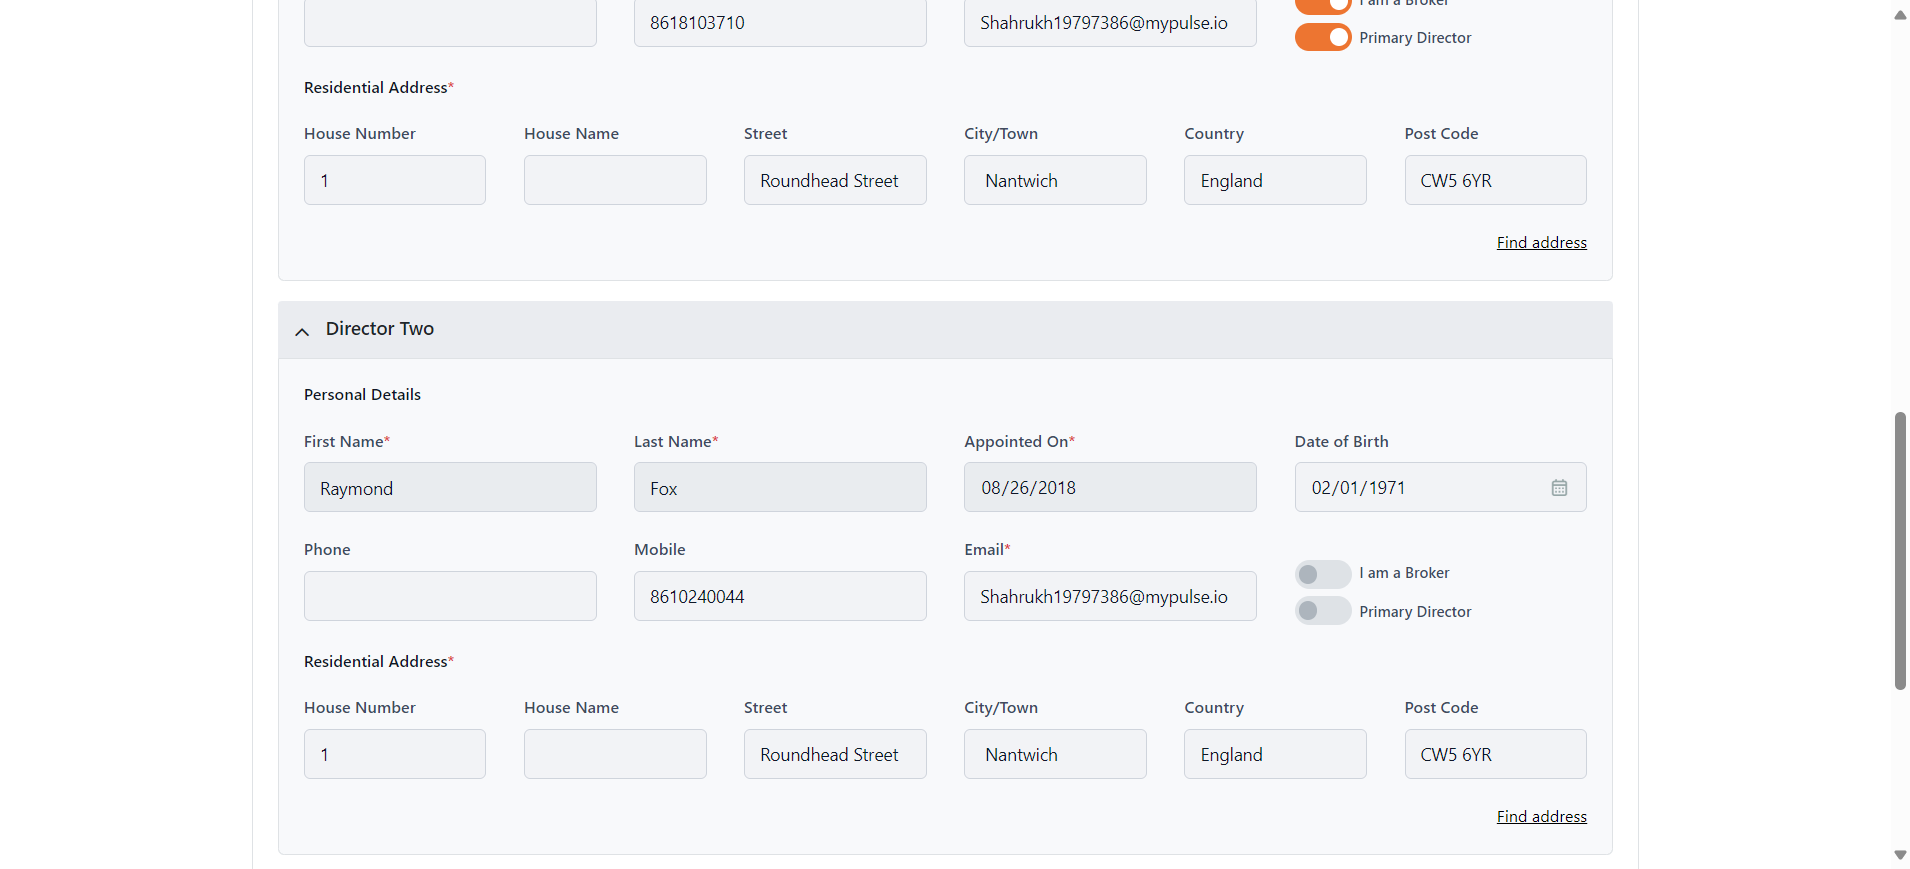 I am a Broker
8618103710
Shahrukh19797386@mypulse.io
Primary Director
Residential Address*
House Number House Name Street City/Town Country Post Code
1 Roundhead Street Nantwich England CW5 6YR
Find address
Director Two
Personal Details
First Name* Last Name* Appointed On* Date of Birth
Raymond Fox 08/26/2018 02/01/1971
Phone Mobile Email*
I am a Broker
8610240044 Shahrukh19797386@mypulse.io
Primary Director
Residential Address*
House Number House Name Street City/Town Country Post Code
1 Roundhead Street Nantwich England CW5 6YR
Find address